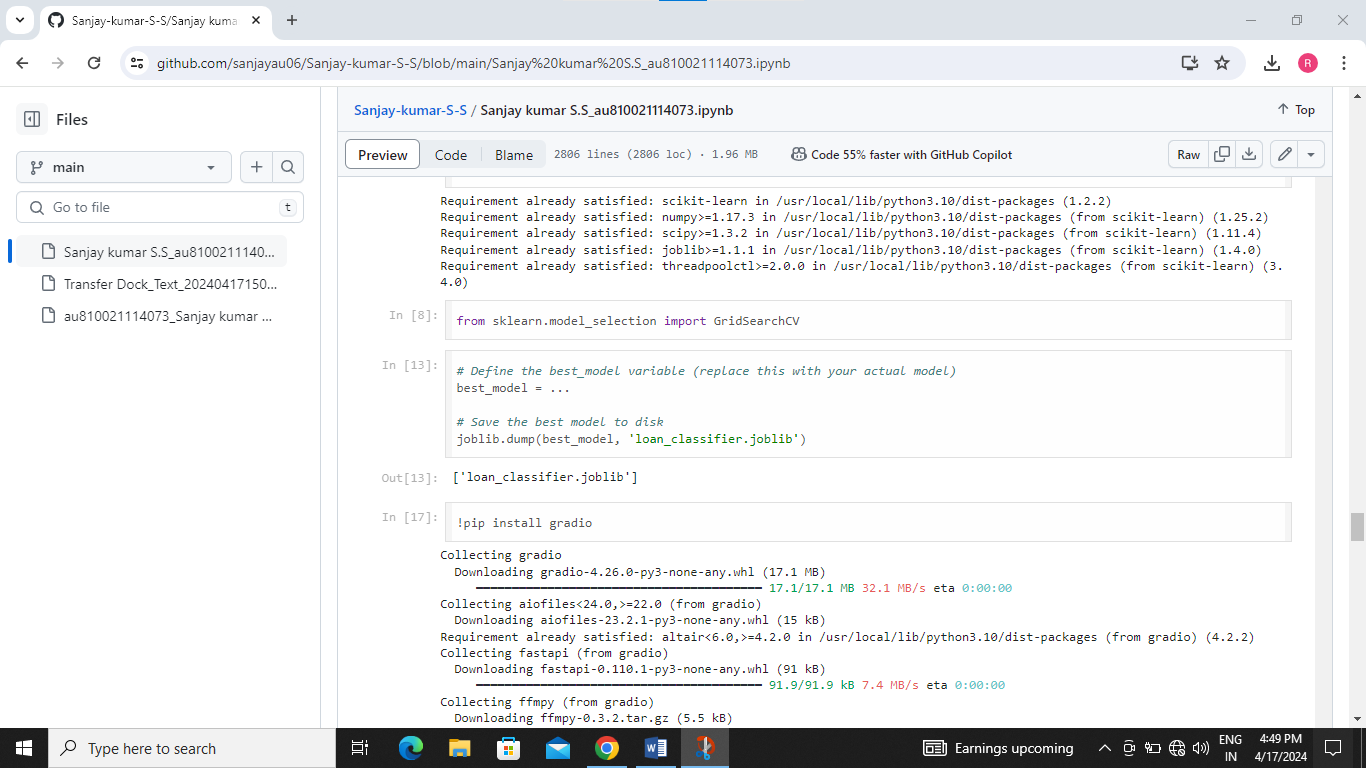 Sanjay-kumar-S-S/Sanjay kuma
github.com/sanjayau06/Sanjay-kumar-S-S/blob/main/Sanjay%20kumar%20S.S_au810021114073.ipynb
R
Files
main
Go to file
t
Sanjay kumar S.S_au8100211140...
Transfer Dock_Text_20240417150...
au810021114073_Sanjay kumar ...
Sanjay-kumar-S-S / Sanjay kumar S.S_au810021114073.ipynb
Top
Preview
Code
Blame
2806 lines (2806 loc) · 1.96 MB
Code 55% faster with GitHub Copilot
Raw
Requirement already satisfied: scikit-learn in /usr/local/lib/python3.10/dist-packages (1.2.2)
Requirement already satisfied: numpy>=1.17.3 in /usr/local/lib/python3.10/dist-packages (from scikit-learn) (1.25.2)
Requirement already satisfied: scipy>=1.3.2 in /usr/local/lib/python3.10/dist-packages (from scikit-learn) (1.11.4)
Requirement already satisfied: joblib>=1.1.1 in /usr/local/lib/python3.10/dist-packages (from scikit-learn) (1.4.0)
Requirement already satisfied: threadpoolctl>=2.0.0 in /usr/local/lib/python3.10/dist-packages (from scikit-learn) (3.
4.0)
In [8]:
from sklearn.model_selection import GridSearchCV
In [13]:
# Define the best_model variable (replace this with your actual model)
best_model = ...
# Save the best model to disk
joblib.dump(best_model, 'loan_classifier.joblib')
Out[13]:
['loan_classifier.joblib']
In [17]:
!pip install gradio
Collecting gradio
Downloading gradio-4.26.0-py3-none-any.whl (17.1 MB)
17.1/17.1 MB 32.1 MB/s eta 0:00:00
Collecting aiofiles<24.0,>=22.0 (from gradio)
Downloading aiofiles-23.2.1-py3-none-any.whl (15 kB)
Requirement already satisfied: altair<6.0,>=4.2.0 in /usr/local/lib/python3.10/dist-packages (from gradio) (4.2.2)
Collecting fastapi (from gradio)
Downloading fastapi-0.110.1-py3-none-any.whl (91 kB)
91.9/91.9 kB 7.4 MB/s eta 0:00:00
Collecting ffmpy (from gradio)
Downloading ffmpy-0.3.2.tar.gz (5.5 kB)
Type here to search
Earnings upcoming
ENG
IN
4:49 PM
4/17/2024